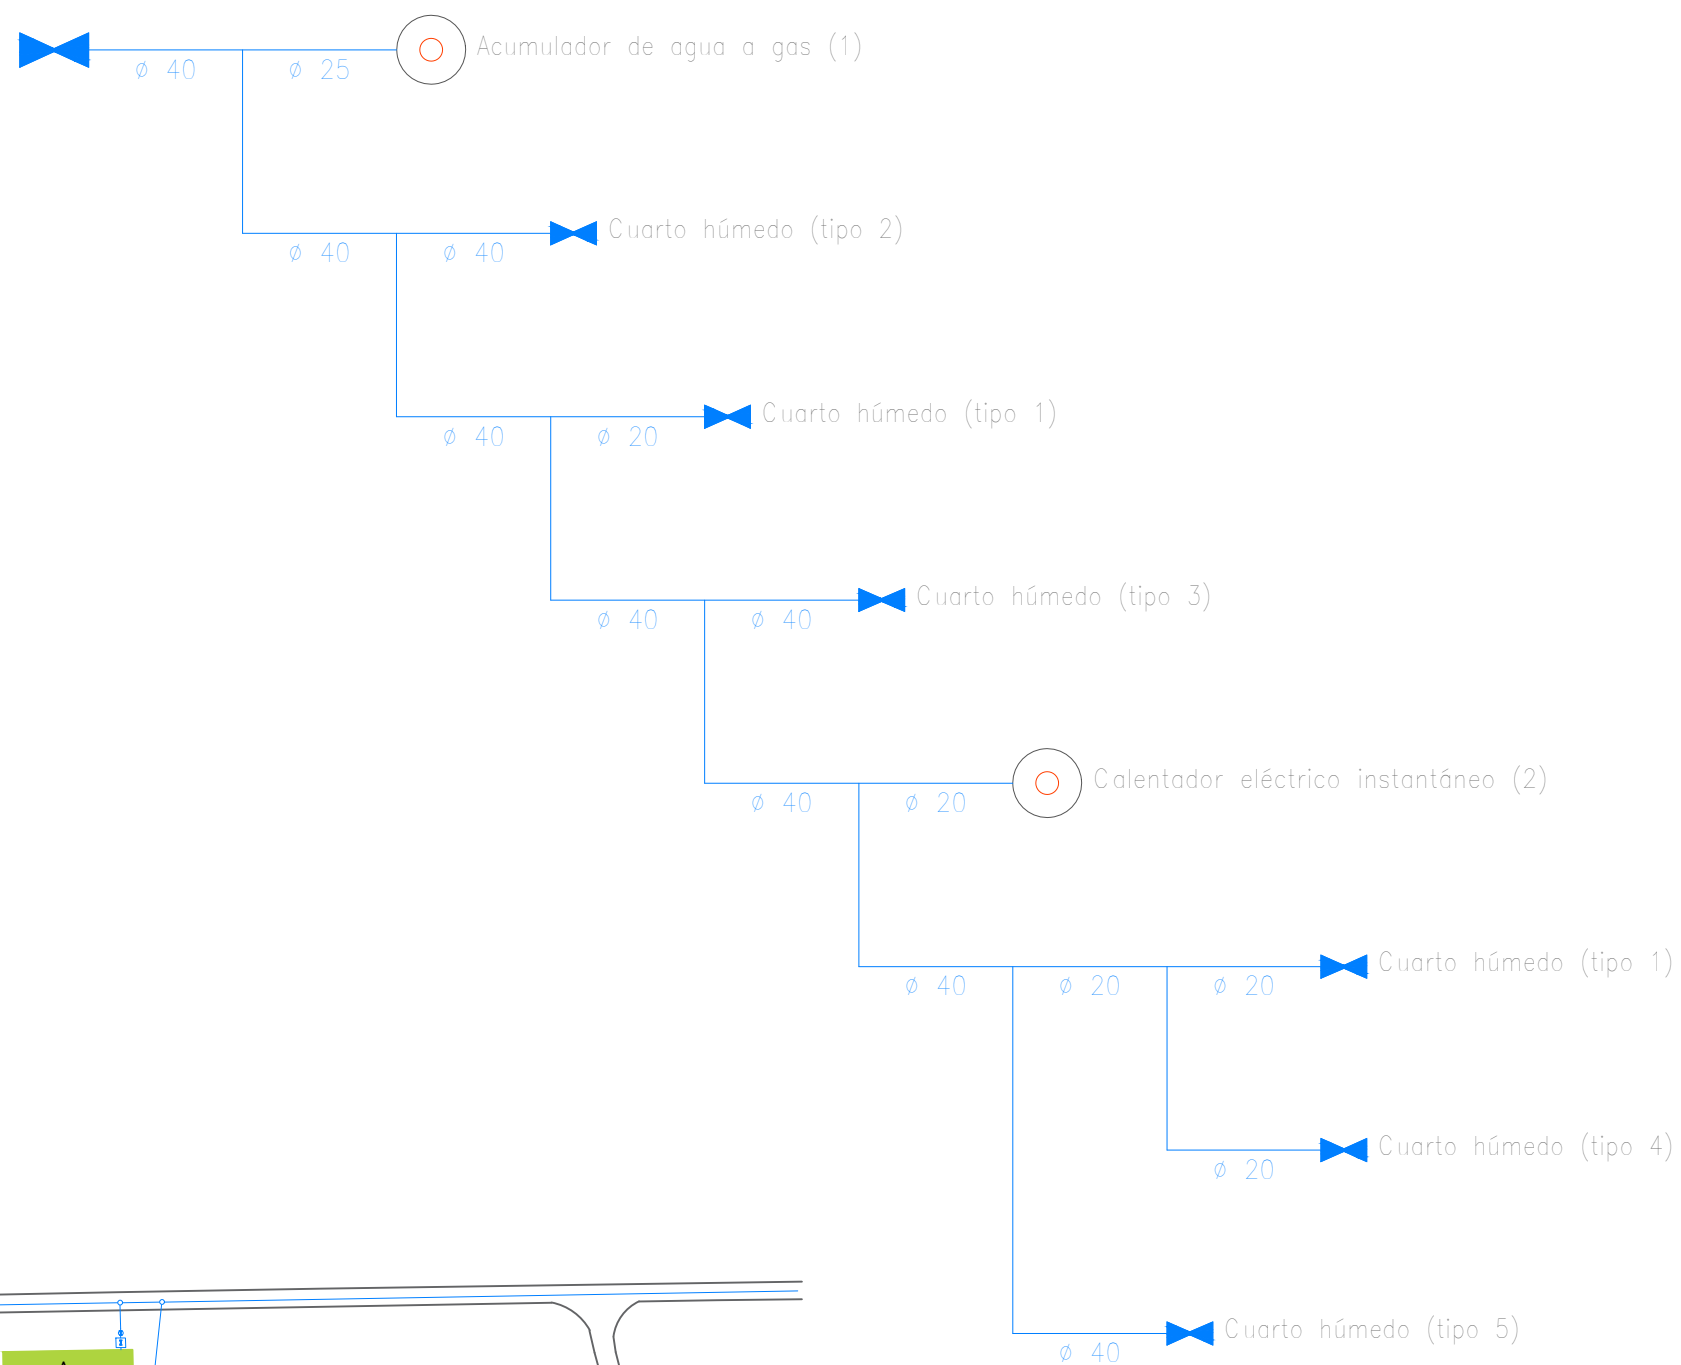 Acumulador de agua a gas (1)
ø 40
ø 25
Cuarto húmedo (tipo 2)
ø 40
ø 40
Cuarto húmedo (tipo 1)
ø 40
ø 20
Cuarto húmedo (tipo 3)
ø 40
ø 40
Calentador eléctrico instantáneo (2)
ø 40
ø 20
Cuarto húmedo (tipo 1)
ø 40
ø 20
ø 20
Cuarto húmedo (tipo 4)
ø 20
Cuarto húmedo (tipo 5)
ø 40